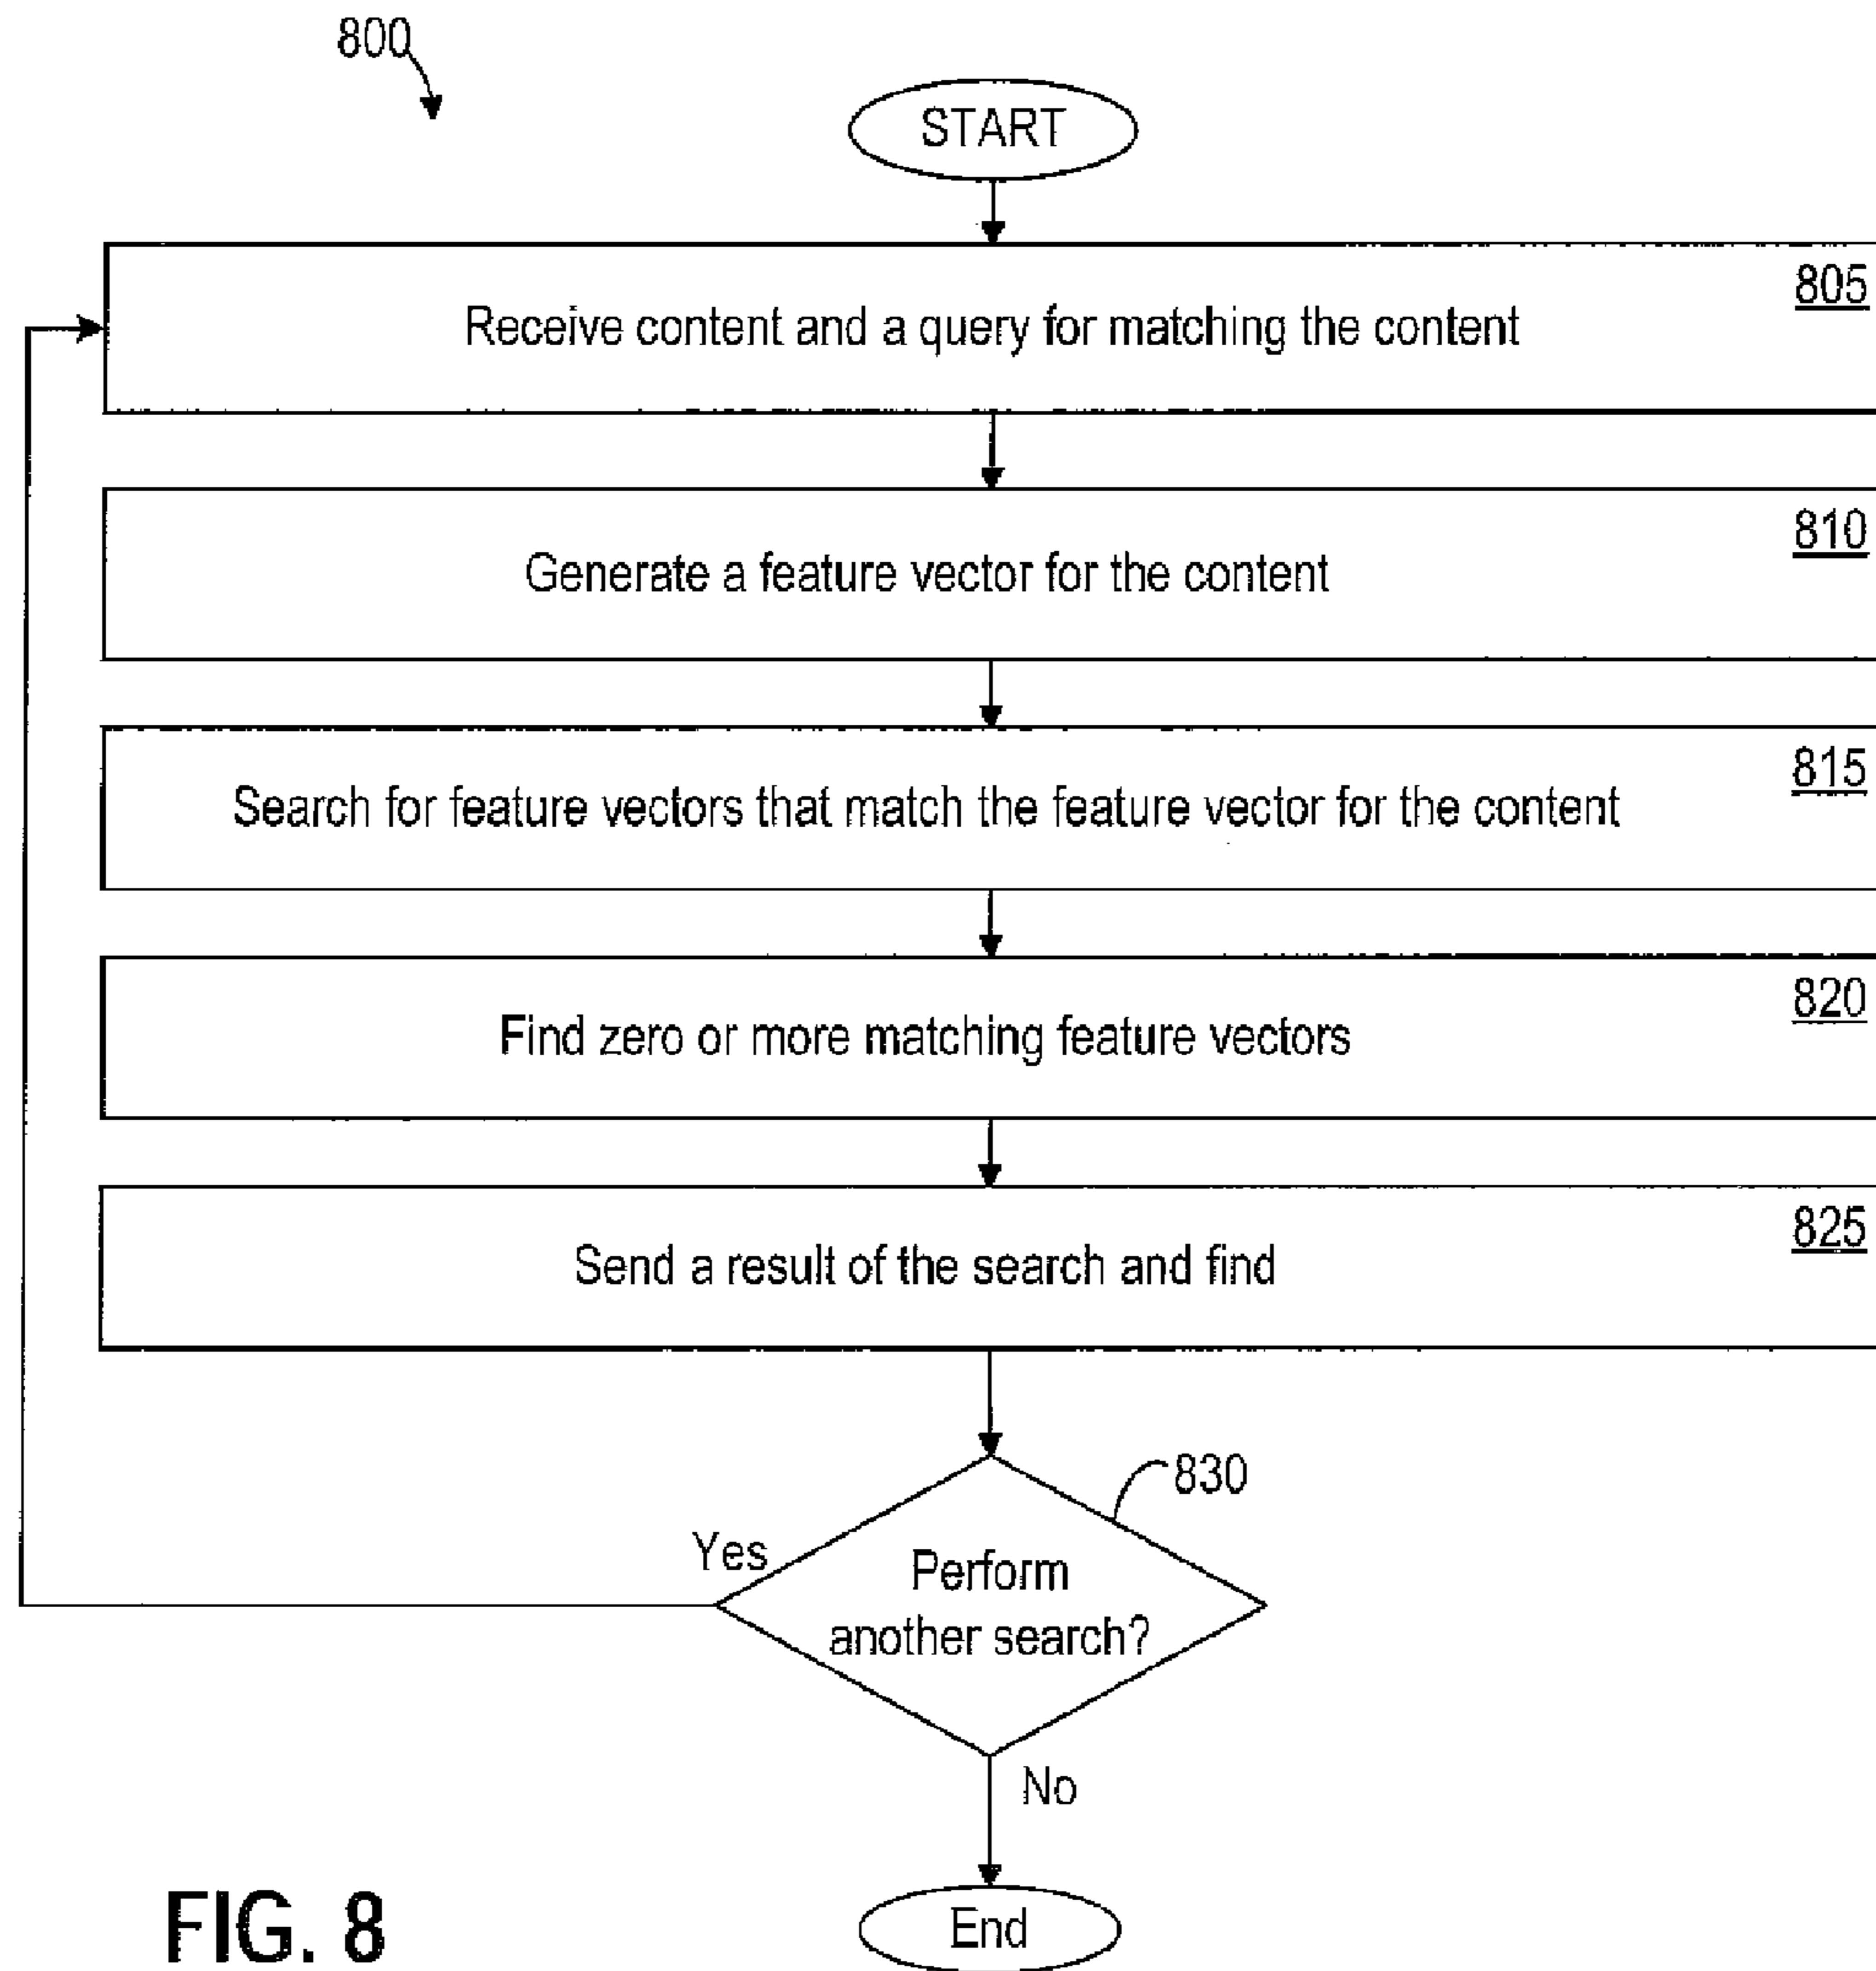 800
START
805
Receive content and a query for matching the content
810
Generate a feature vector for the content
815
Search for feature vectors that match the feature vector for the content
820
Find zero or more matching feature vectors
825
Send a result of the search and find
830
Yes
Perform
another search?
No
End
FIG. 8